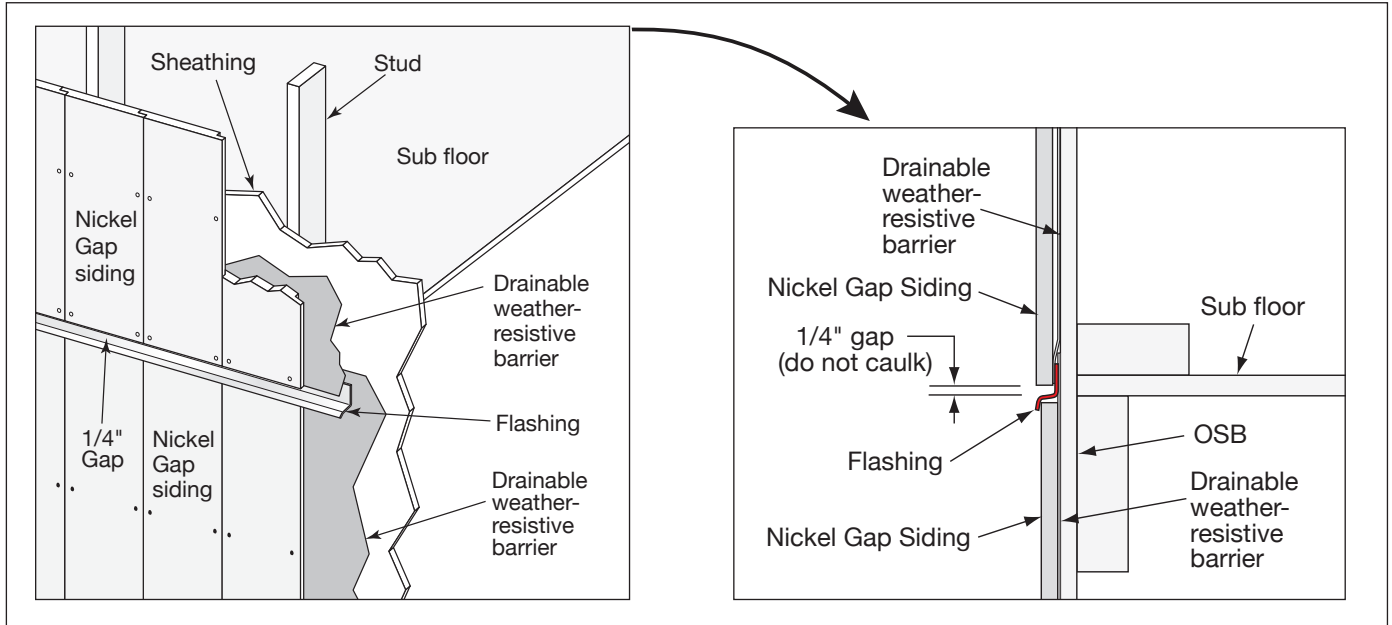 Sheathing
Stud
Sub floor
Nickel
Gap
siding
Drainable
weather-
resistive
barrier
Flashing
1/4"
Gap
Nickel
Gap
siding
Drainable
weather-
resistive
barrier
Drainable
weather-
resistive
barrier
Nickel Gap Siding
1/4" gap
(do not caulk)
Sub floor
Flashing
OSB
Nickel Gap Siding
Drainable
weather-
resistive
barrier